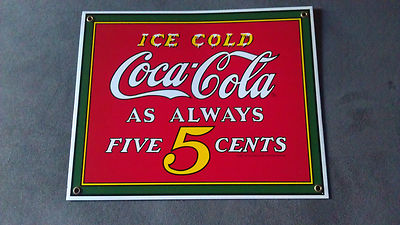 ICE COLD
Coca-Cola
AS ALWAYS
FIVE 5 CENTS